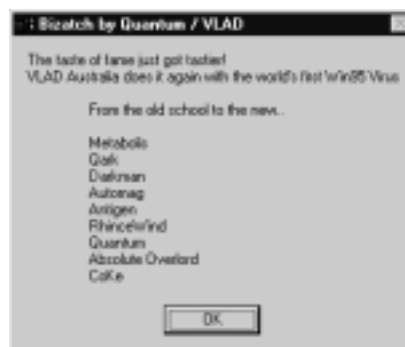 Bizatch by Quantum / VLAD
The taste of fame just got tastier!
VLAD Australia does it again with the world's first Win95 Virus
From the old school to the new..
Metabolis
Qark
Darkman
Automag
Antigen
RhinceWind
Quantum
Absolute Overlord
CoKe
OK